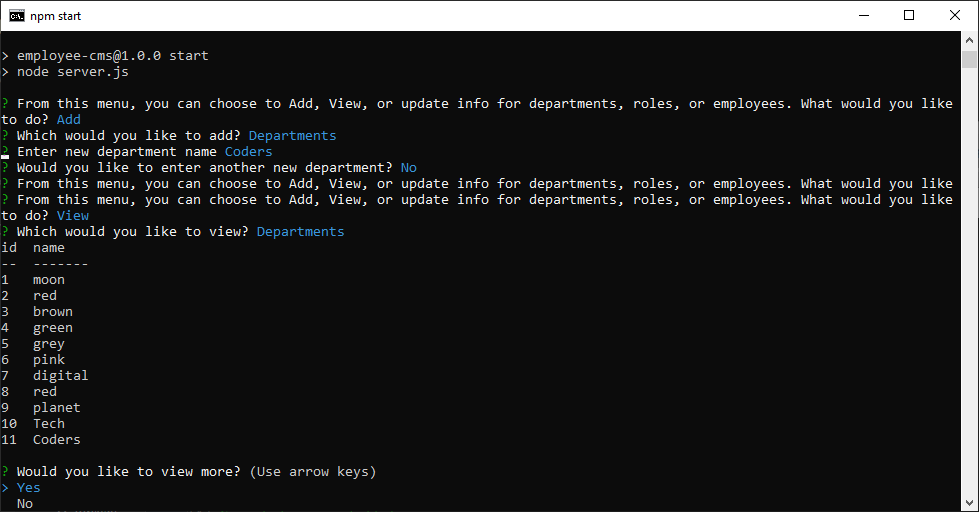 C:\. npm start
> employee-cms@1.0.0 start
> node server.js
? From this menu, you can choose to Add, View, or update info for departments, roles, or employees. What would you like
to do? Add
? Which would you like to add? Departments
? Enter new department name Coders
? Would you like to enter another new department? No
? From this menu, you can choose to Add, View, or update info for departments, roles, or employees. What would you like
? From this menu, you can choose to Add, View, or update info for departments, roles, or employees. What would you like
to do? View
? Which would you like to view? Departments
id  name
--  -------
1   moon
2   red
3   brown
4   green
5   grey
6   pink
7   digital
8   red
9   planet
10  Tech
11  Coders
? Would you like to view more? (Use arrow keys)
> Yes
  No